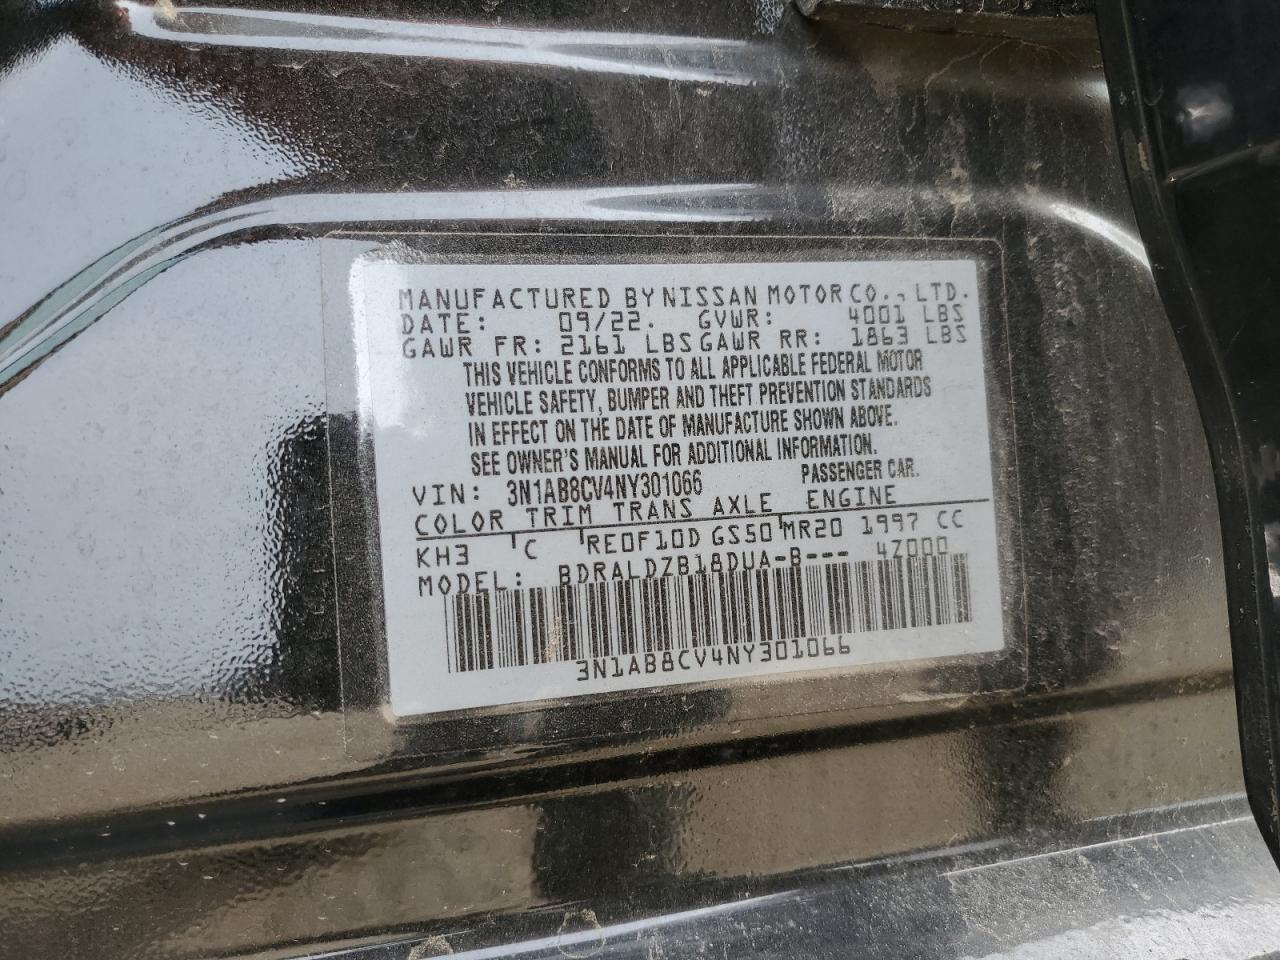 MANUFACTURED BY NISSAN MOTOR CO., LTD.
DATE: 09/22. GVWR: 4001 LBS
GAWR FR: 2161 LBS GAWR RR: 1863 LBS
THIS VEHICLE CONFORMS TO ALL APPLICABLE FEDERAL MOTOR
VEHICLE SAFETY, BUMPER AND THEFT PREVENTION STANDARDS
IN EFFECT ON THE DATE OF MANUFACTURE SHOWN ABOVE.
SEE OWNER'S MANUAL FOR ADDITIONAL INFORMATION.
VIN: 3N1AB8CV4NY301066 PASSENGER CAR.
COLOR TRIM TRANS AXLE ENGINE
KH3 C RE0F10D GS50 MR20 1997 CC
MODEL: BDRALDZB18DUA-B--- 4Z000
3N1AB8CV4NY301066